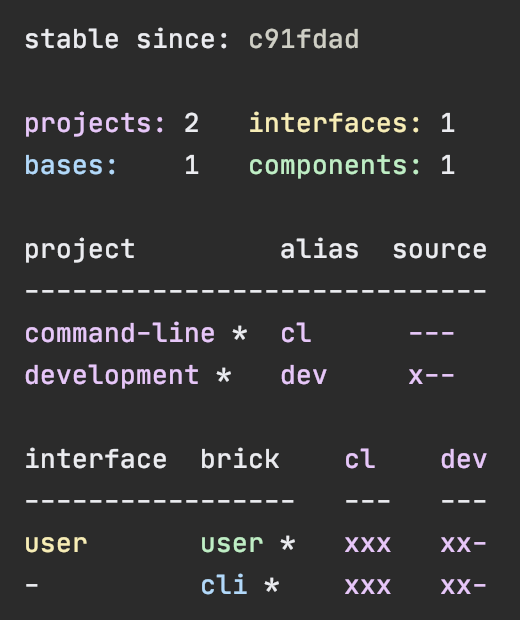 stable since: c91fdad
projects: 2   interfaces: 1
bases:    1   components: 1
project         alias  source
-----------------------------
command-line *  cl      ---
development *   dev     x--
interface  brick    cl    dev
-----------------   ---   ---
user       user *   xxx   xx-
-          cli *    xxx   xx-